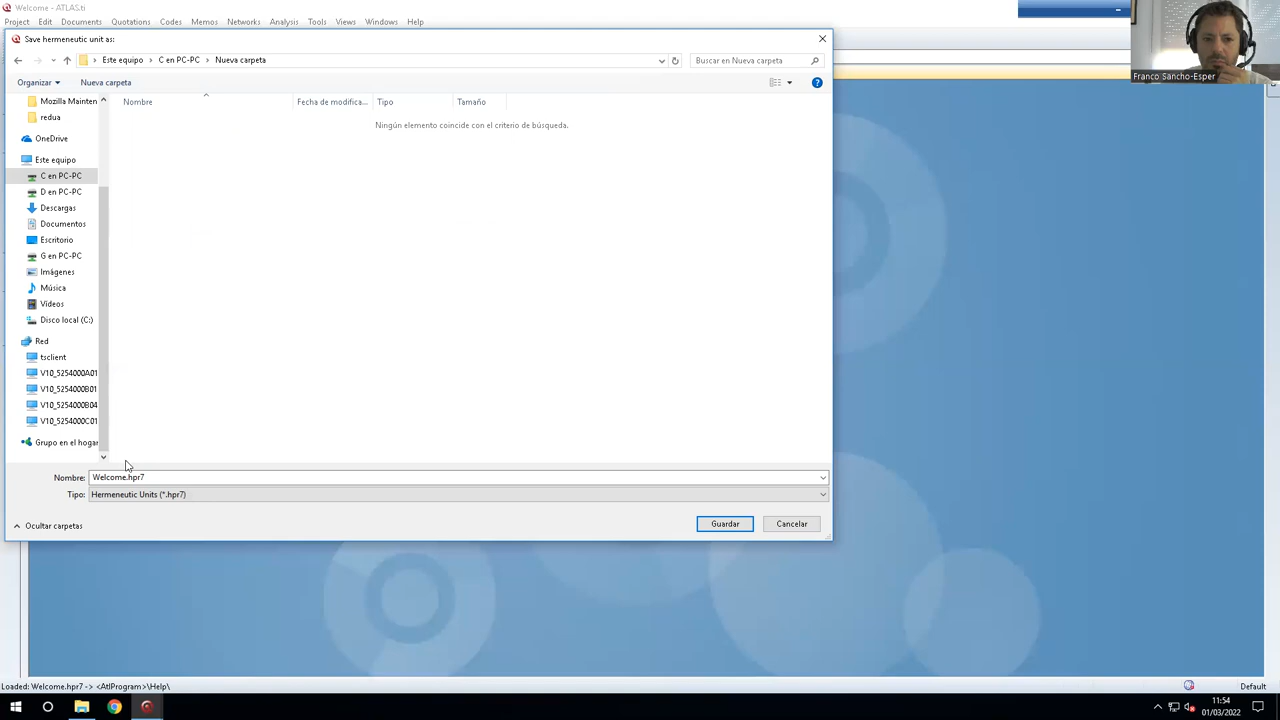 Welcome - ATLAS.ti
Project Edit Documents Quotations Codes Memos Networks Analysis Tools Views Windows Help
Save hermeneutic unit as:
Este equipo > C en PC-PC > Nueva carpeta
Buscar en Nueva carpeta
Organizar Nueva carpeta
Nombre Fecha de modifica... Tipo Tamaño
Ningún elemento coincide con el criterio de búsqueda.
Mozilla Mainten
redua
OneDrive
Este equipo
C en PC-PC
D en PC-PC
Descargas
Documentos
Escritorio
G en PC-PC
Imágenes
Música
Vídeos
Disco local (C:)
Red
tsclient
V10_5254000A01
V10_5254000B01
V10_5254000B04
V10_5254000C01
Grupo en el hogar
Nombre: Welcome.hpr7
Tipo: Hermeneutic Units (*.hpr7)
Ocultar carpetas
Guardar Cancelar
Franco Sancho-Esper
Loaded: Welcome.hpr7 -> <AtlProgram>\Help\
Default
11:54
01/03/2022